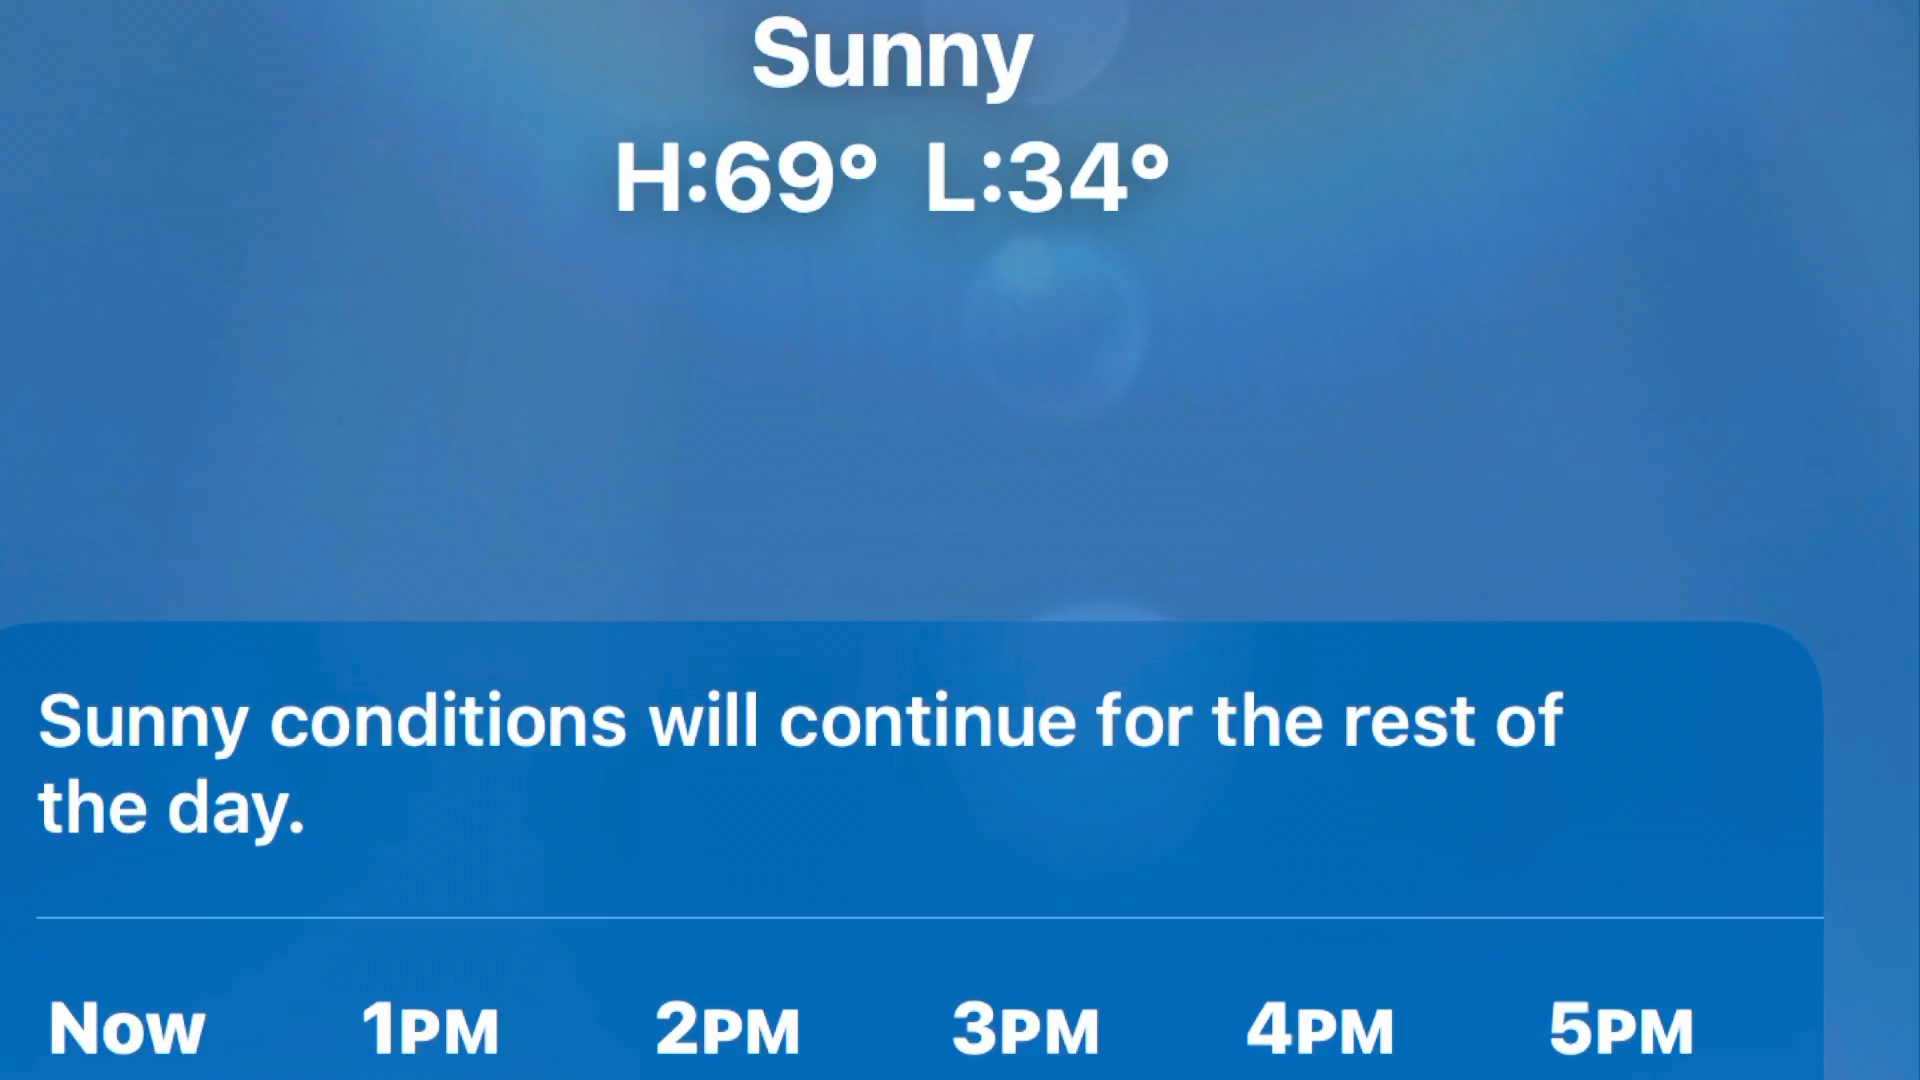 Sunny
H:69° L:34°
Sunny conditions will continue for the rest of
the day.
Now 1PM 2PM 3PM 4PM 5PM